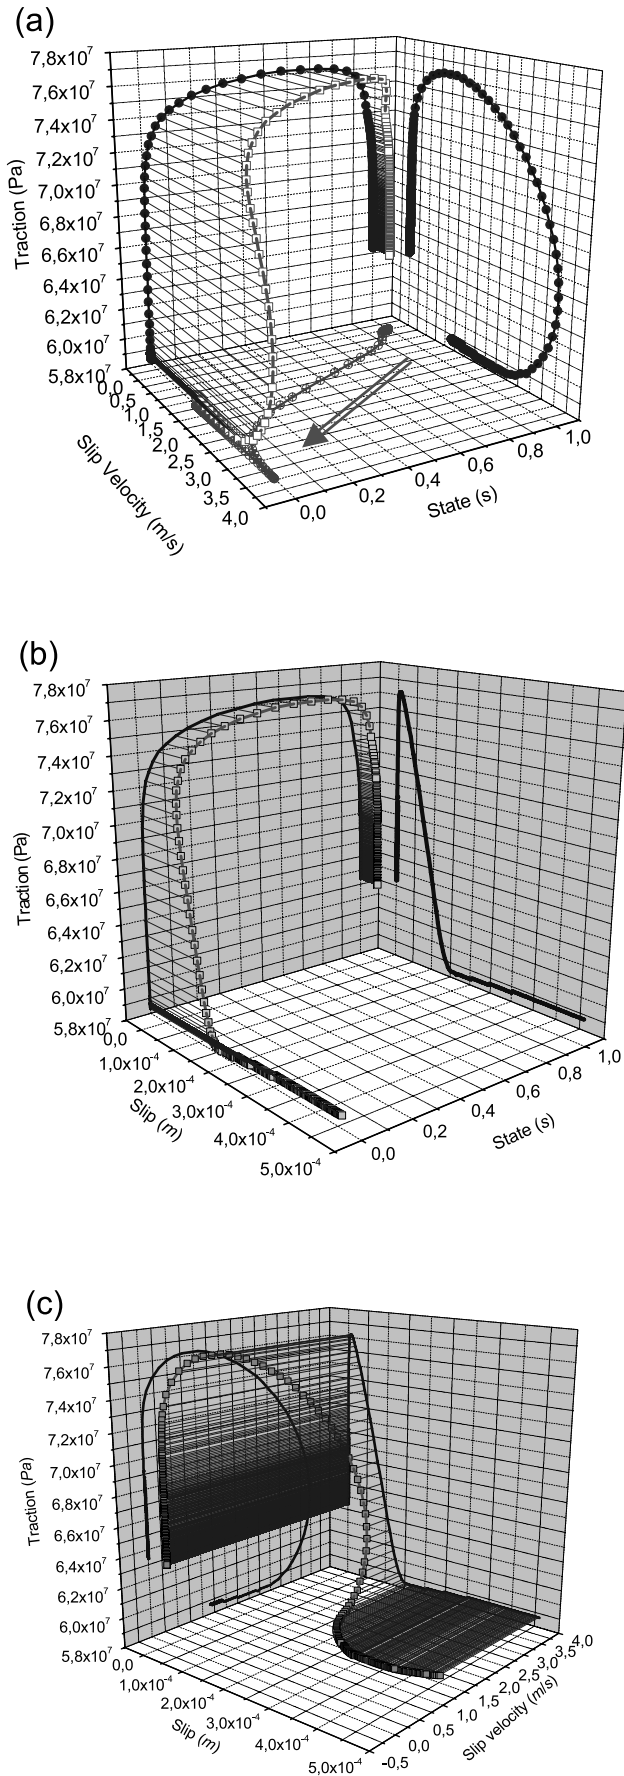 (a)
7,8x10⁷
7,6x10⁷
7,4x10⁷
7,2x10⁷
7,0x10⁷
6,8x10⁷
6,6x10⁷
6,4x10⁷
6,2x10⁷
6,0x10⁷
5,8x10⁷
Traction (Pa)
0,0
0,5
1,0
1,5
2,0
2,5
3,0
3,5
4,0
Slip Velocity (m/s)
0,0
0,2
0,4
0,6
0,8
1,0
State (s)
(b)
7,8x10⁷
7,6x10⁷
7,4x10⁷
7,2x10⁷
7,0x10⁷
6,8x10⁷
6,6x10⁷
6,4x10⁷
6,2x10⁷
6,0x10⁷
5,8x10⁷
Traction (Pa)
0,0
1,0x10⁻⁴
2,0x10⁻⁴
3,0x10⁻⁴
4,0x10⁻⁴
5,0x10⁻⁴
Slip (m)
0,0
0,2
0,4
0,6
0,8
1,0
State (s)
(c)
7,8x10⁷
7,6x10⁷
7,4x10⁷
7,2x10⁷
7,0x10⁷
6,8x10⁷
6,6x10⁷
6,4x10⁷
6,2x10⁷
6,0x10⁷
5,8x10⁷
Traction (Pa)
0,0
1,0x10⁻⁴
2,0x10⁻⁴
3,0x10⁻⁴
4,0x10⁻⁴
5,0x10⁻⁴
Slip (m)
-0,5
0,0
0,5
1,0
1,5
2,0
2,5
3,0
3,5
4,0
Slip velocity (m/s)